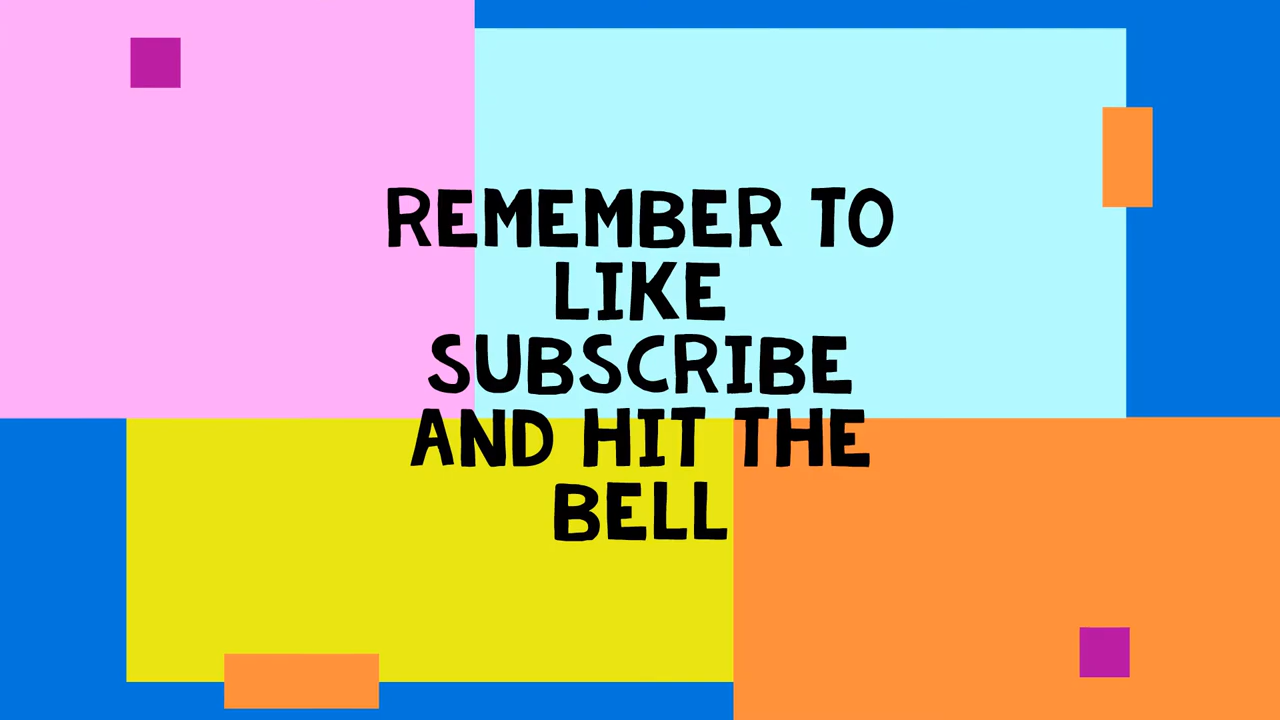 REMEMBER TO
LIKE
SUBSCRIBE
AND HIT THE
BELL